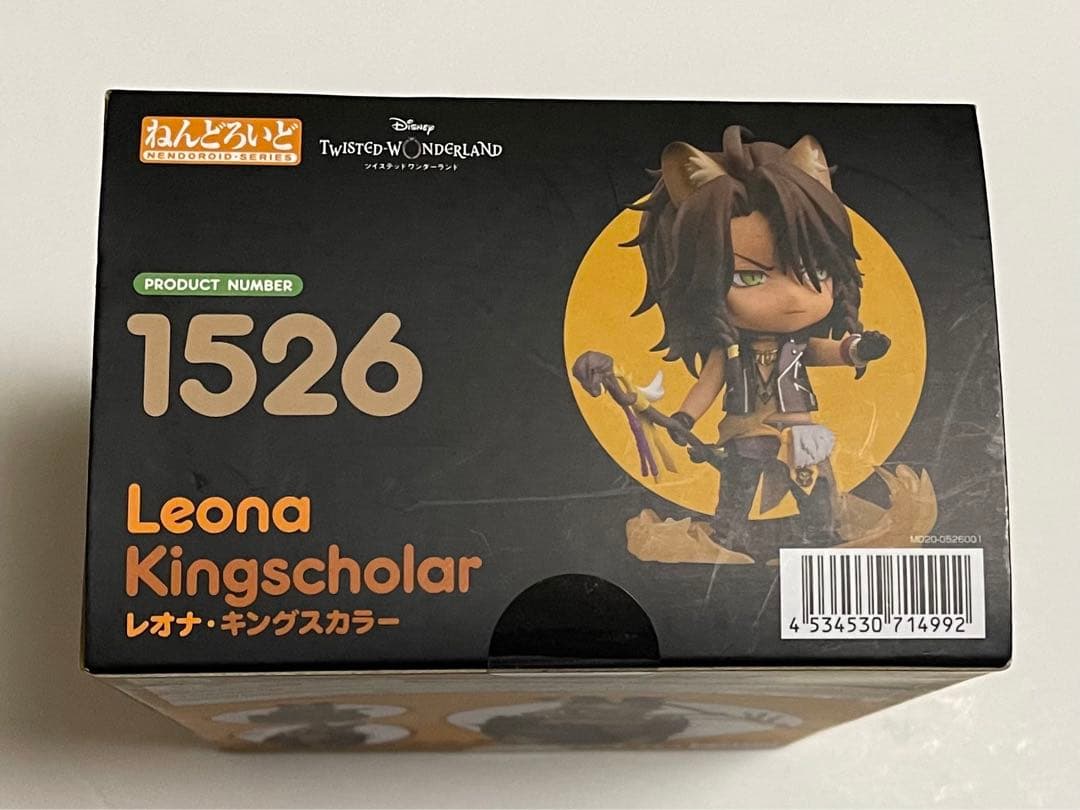 ねんどろいど
NENDOROID·SERIES
Disney
TWISTED-WONDERLAND
ツイステッドワンダーランド
PRODUCT NUMBER
1526
Leona
Kingscholar
レオナ・キングスカラー
MD20-0526001
4 534530 714992